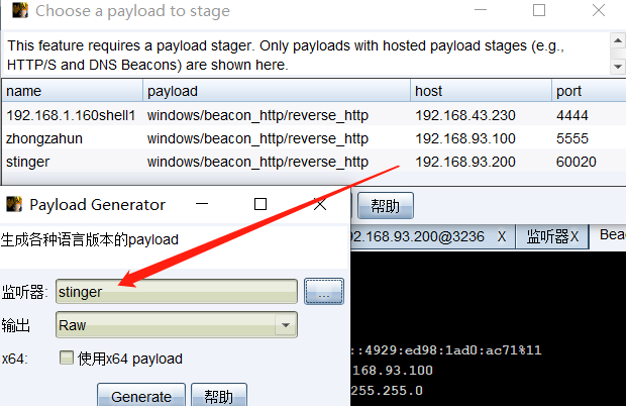 Choose a payload to stage
This feature requires a payload stager. Only payloads with hosted payload stages (e.g.,
HTTP/S and DNS Beacons) are shown here.
name payload host port
192.168.1.160shell1 windows/beacon_http/reverse_http 192.168.43.230 4444
zhongzahun windows/beacon_http/reverse_http 192.168.93.100 5555
stinger windows/beacon_http/reverse_http 192.168.93.200 60020
Payload Generator
帮助
生成各种语言版本的payload
2.168.93.200@3236 X 监听器X Bea
监听器: stinger ...
输出 Raw
::4929:ed98:1ad0:ac71%11
x64: 使用x64 payload
168.93.100
255.255.0
Generate 帮助